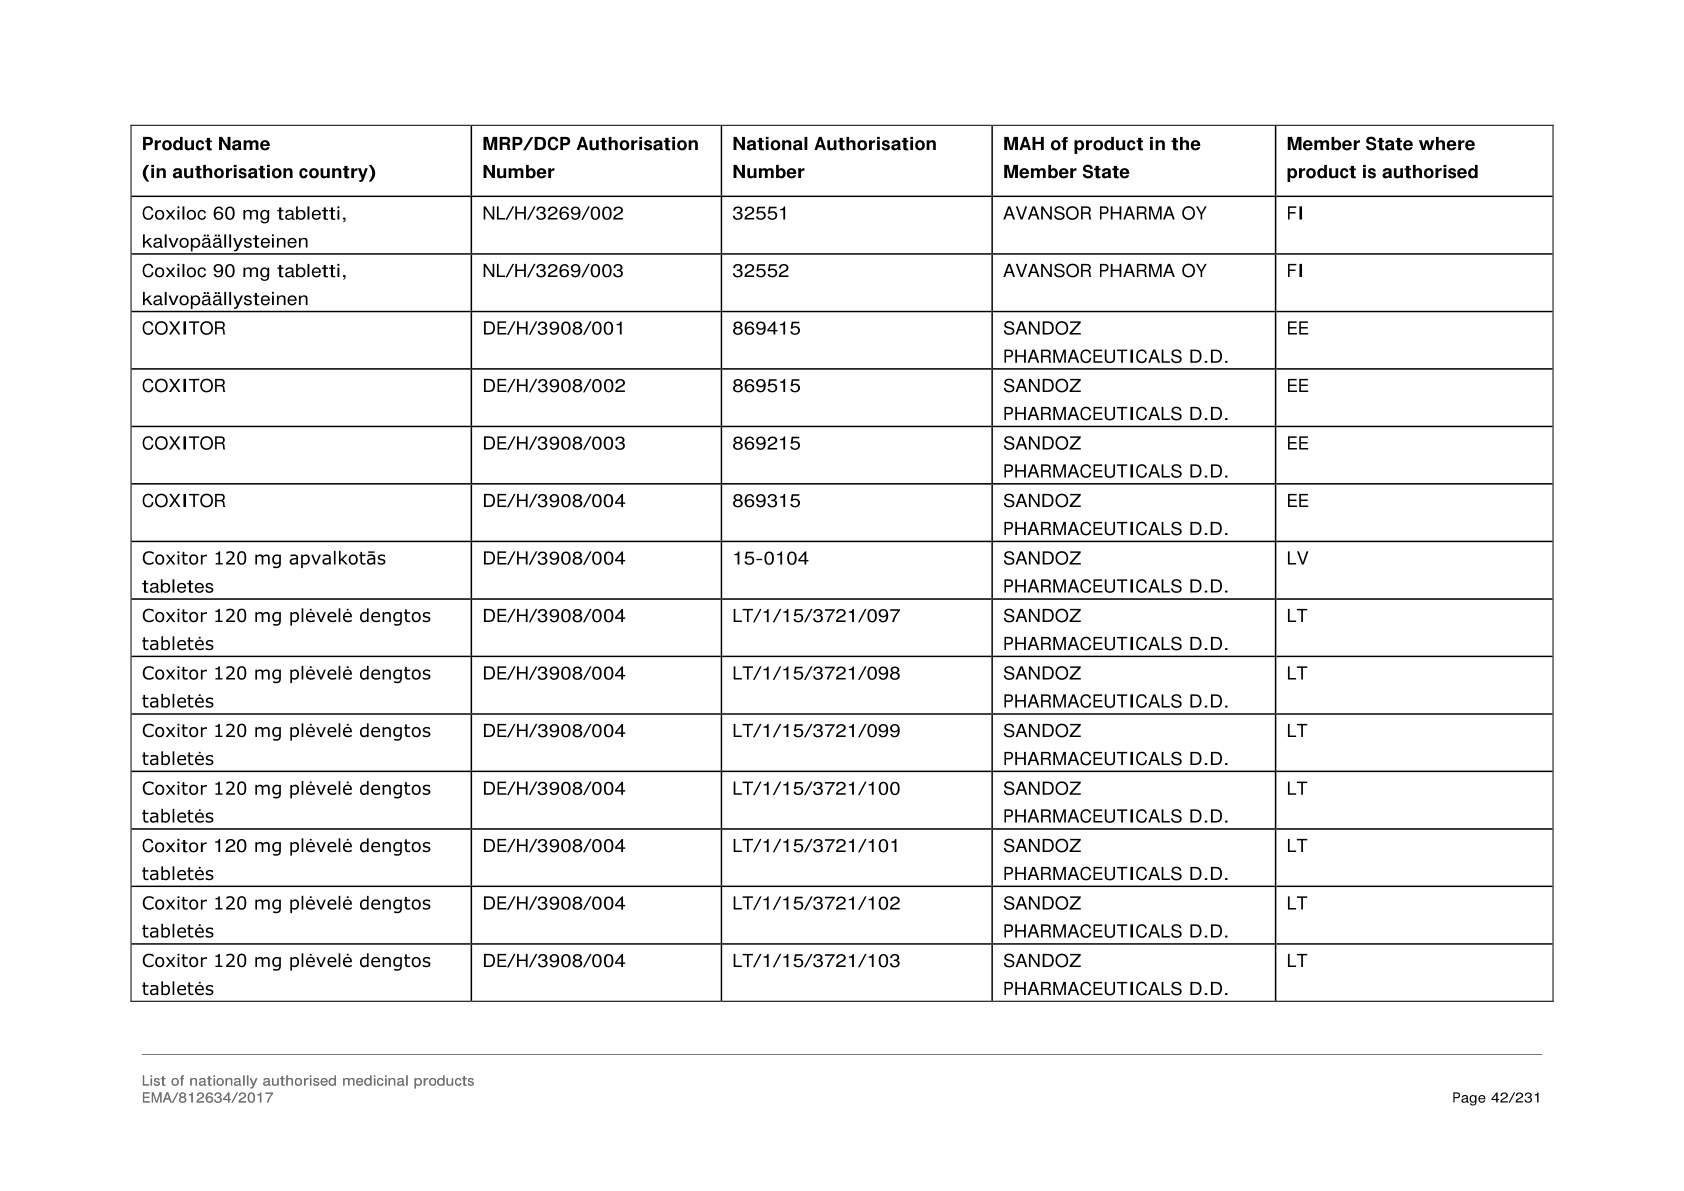 Product Name
(in authorisation country)
MRP/DCP Authorisation
Number
National Authorisation
Number
MAH of product in the
Member State
Member State where
product is authorised
Coxiloc 60 mg tabletti,
kalvopäällysteinen
NL/H/3269/002
32551
AVANSOR PHARMA OY
FI
Coxiloc 90 mg tabletti,
kalvopäällysteinen
NL/H/3269/003
32552
AVANSOR PHARMA OY
FI
COXITOR
DE/H/3908/001
869415
SANDOZ
PHARMACEUTICALS D.D.
EE
COXITOR
DE/H/3908/002
869515
SANDOZ
PHARMACEUTICALS D.D.
EE
COXITOR
DE/H/3908/003
869215
SANDOZ
PHARMACEUTICALS D.D.
EE
COXITOR
DE/H/3908/004
869315
SANDOZ
PHARMACEUTICALS D.D.
EE
Coxitor 120 mg apvalkotās
tabletes
DE/H/3908/004
15-0104
SANDOZ
PHARMACEUTICALS D.D.
LV
Coxitor 120 mg plėvelė dengtos
tabletės
DE/H/3908/004
LT/1/15/3721/097
SANDOZ
PHARMACEUTICALS D.D.
LT
Coxitor 120 mg plėvelė dengtos
tabletės
DE/H/3908/004
LT/1/15/3721/098
SANDOZ
PHARMACEUTICALS D.D.
LT
Coxitor 120 mg plėvelė dengtos
tabletės
DE/H/3908/004
LT/1/15/3721/099
SANDOZ
PHARMACEUTICALS D.D.
LT
Coxitor 120 mg plėvelė dengtos
tabletės
DE/H/3908/004
LT/1/15/3721/100
SANDOZ
PHARMACEUTICALS D.D.
LT
Coxitor 120 mg plėvelė dengtos
tabletės
DE/H/3908/004
LT/1/15/3721/101
SANDOZ
PHARMACEUTICALS D.D.
LT
Coxitor 120 mg plėvelė dengtos
tabletės
DE/H/3908/004
LT/1/15/3721/102
SANDOZ
PHARMACEUTICALS D.D.
LT
Coxitor 120 mg plėvelė dengtos
tabletės
DE/H/3908/004
LT/1/15/3721/103
SANDOZ
PHARMACEUTICALS D.D.
LT
List of nationally authorised medicinal products
EMA/812634/2017
Page 42/231